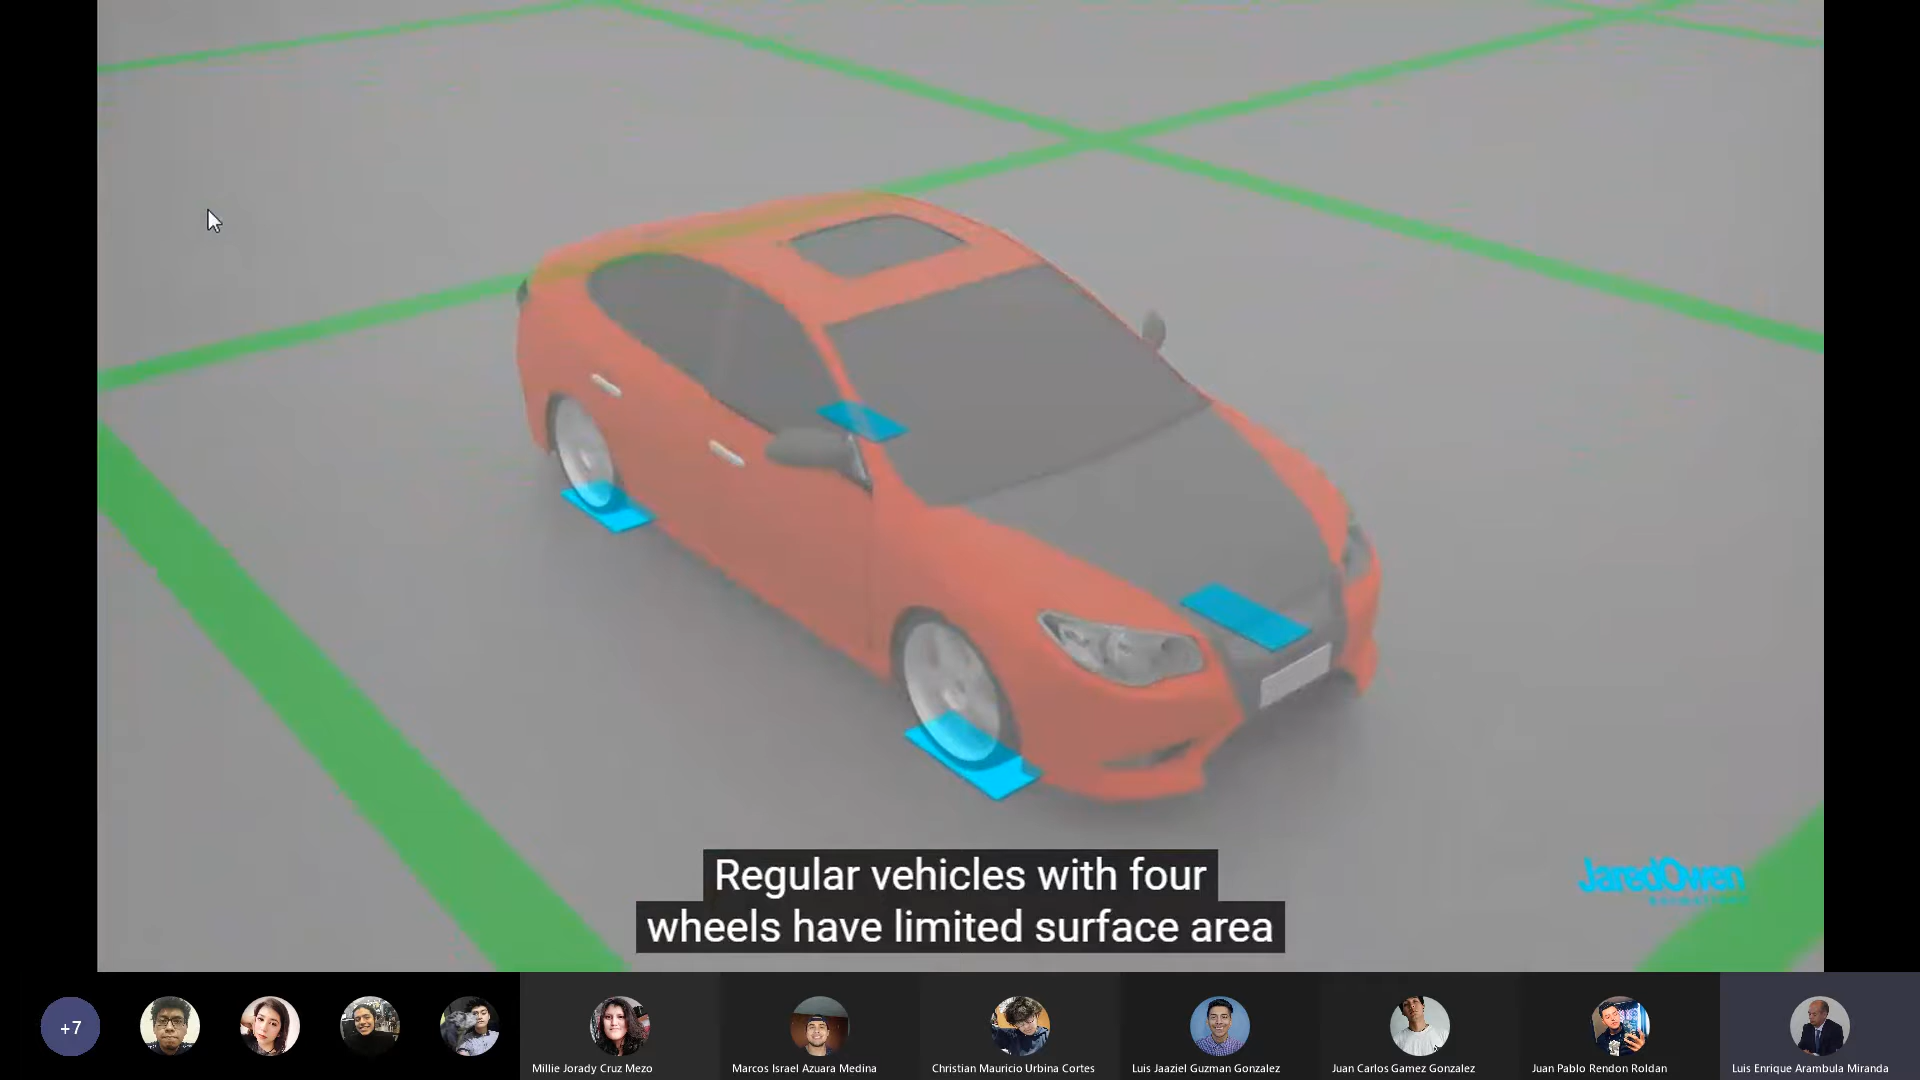 Regular vehicles with four
wheels have limited surface area
JaredOwen
ANIMATIONS
+7
Millie Jorady Cruz Mezo
Marcos Israel Azuara Medina
Christian Mauricio Urbina Cortes
Luis Jaaziel Guzman Gonzalez
Juan Carlos Gamez Gonzalez
Juan Pablo Rendon Roldan
Luis Enrique Arambula Miranda